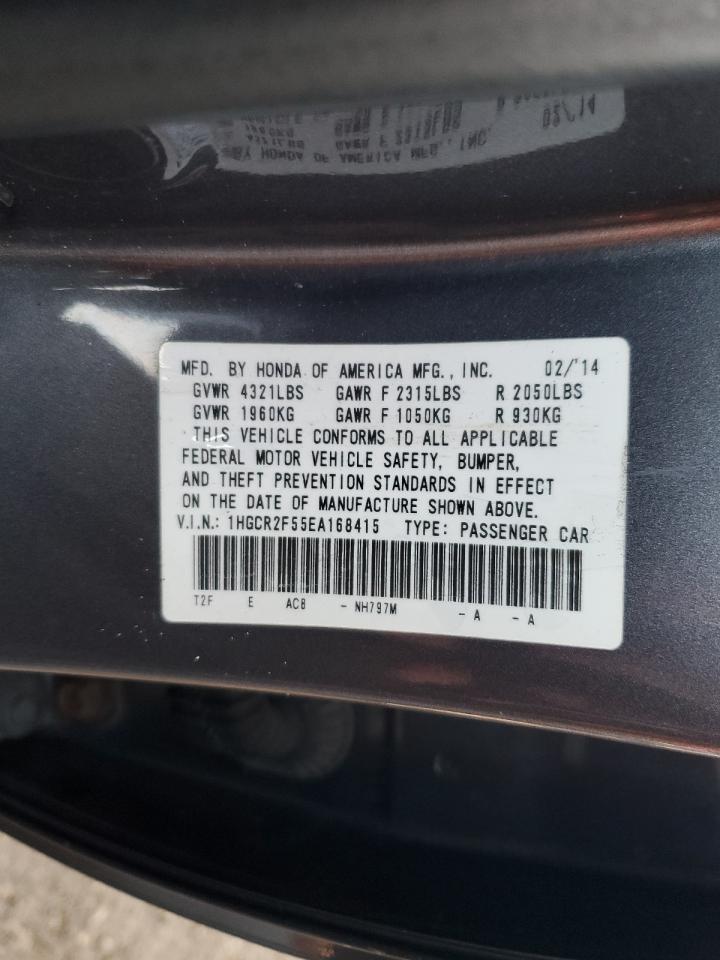 MFD. BY HONDA OF AMERICA MFG., INC. 02/'14
GVWR 4321LBS GAWR F 2315LBS R 2050LBS
GVWR 1960KG GAWR F 1050KG R 930KG
THIS VEHICLE CONFORMS TO ALL APPLICABLE
FEDERAL MOTOR VEHICLE SAFETY, BUMPER,
AND THEFT PREVENTION STANDARDS IN EFFECT
ON THE DATE OF MANUFACTURE SHOWN ABOVE.
V.I.N.: 1HGCR2F55EA168415 TYPE: PASSENGER CAR
T2F E AC8 - NH797M - A - A